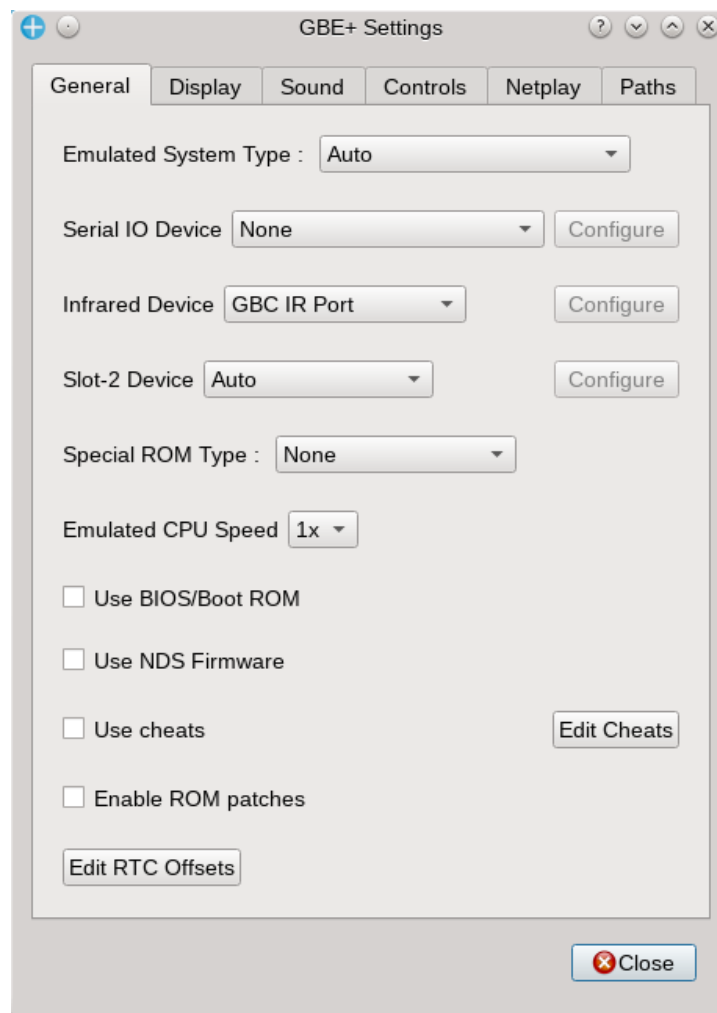 GBE+ Settings
General Display Sound Controls Netplay Paths
Emulated System Type : Auto
Serial IO Device None Configure
Infrared Device GBC IR Port Configure
Slot-2 Device Auto Configure
Special ROM Type : None
Emulated CPU Speed 1x
Use BIOS/Boot ROM
Use NDS Firmware
Use cheats Edit Cheats
Enable ROM patches
Edit RTC Offsets
Close